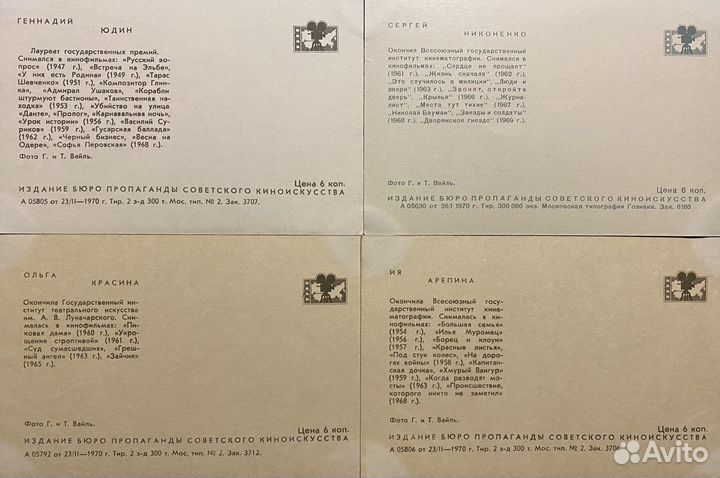 ГЕННАДИЙ
ЮДИН
Лауреат государственных премий.
Снимался в кинофильмах: «Русский во-
прос» (1947 г.), «Встреча на Эльбе»,
«У них есть Родина» (1949 г.), «Тарас
Шевченко» (1951 г.), «Композитор Глин-
ка», «Адмирал Ушаков», «Корабли
штурмуют бастионы», «Таинственная на-
ходка» (1953 г.), «Убийство на улице
«Данте», «Пролог», «Карнавальная ночь»,
«Урок истории» (1956 г.), «Василий Су-
риков» (1959 г.), «Гусарская баллада»
(1962 г.), «Черный бизнес», «Весна на
Одере», «Софья Перовская» (1968 г.).
Фото Г. и Т. Вайль.
Цена 6 коп.
ИЗДАНИЕ БЮРО ПРОПАГАНДЫ СОВЕТСКОГО КИНОИСКУССТВА
А 05805 от 23/II—1970 г. Тир. 2 з-д 300 т. Мос. тип. № 2. Зак. 3707.
СЕРГЕЙ
НИКОНЕНКО
Окончил Всесоюзный государственный
институт кинематографии. Снимался в
кинофильмах: „Сердце не прощает"
(1961 г.), „Жизнь сначала" (1962 г.),
„Это случилось в милиции", „Люди и
звери" (1963 г.), „Звонят, откройте
дверь", „Крылья" (1966 г.), „Журна-
лист", „Места тут тихие" (1967 г.),
„Николай Бауман", „Звезды и солдаты"
(1968 г.), „Дворянское гнездо" (1969 г.).
Фото Г. и Т. Вайль.
Цена 6 коп.
ИЗДАНИЕ БЮРО ПРОПАГАНДЫ СОВЕТСКОГО КИНОИСКУССТВА
А 05630 от 26/I 1970 г. Тир. 300 000 экз. Московская типография Гознака. Зак. 8180
ОЛЬГА
КРАСИНА
Окончила Государственный ин-
ститут театрального искусства
им. А. В. Луначарского. Сни-
малась в кинофильмах: «Пи-
ковая дама» (1960 г.), «Укро-
щение строптивой» (1961 г.),
«Суд сумасшедших», «Греш-
ный ангел» (1963 г.), «Зайчик»
(1965 г.).
Фото Г. и Т. Вайль.
Цена 6 коп.
ИЗДАНИЕ БЮРО ПРОПАГАНДЫ СОВЕТСКОГО КИНОИСКУССТВА
А 05792 от 23/II—1970 г. Тир. 2 з-д 300 т. Мос. тип. № 2. Зак. 3712.
ИЯ
АРЕПИНА
Окончила Всесоюзный госу-
дарственный институт кине-
матографии. Снималась в ки-
нофильмах: «Большая семья»
(1954 г.), «Илья Муромец»
(1956 г.), «Борец и клоун»
(1957 г.), «Красные листья»,
«Под стук колес», «На доро-
гах войны» (1958 г.), «Капитан-
ская дочка», «Хмурый Вангур»
(1959 г.), «Когда разводят мо-
сты» (1963 г.), «Происшествие,
которого никто не заметил»
(1968 г.).
Фото Г. и Т. Вайль.
Цена 6 коп.
ИЗДАНИЕ БЮРО ПРОПАГАНДЫ СОВЕТСКОГО КИНОИСКУССТВА
А 05806 от 23/II—1970 г. Тир. 2 з-д 300 т. Мос. тип. № 2. Зак.
Avito